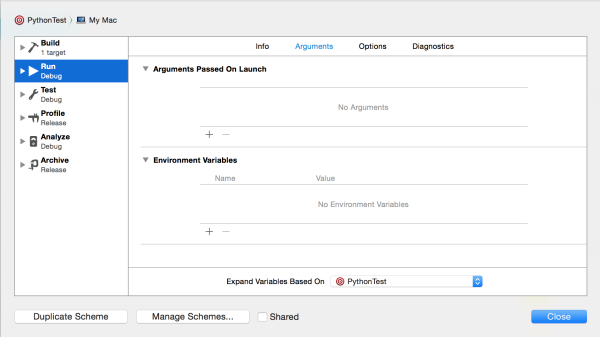 PythonTest 〉 My Mac
Build
1 target
Run
Debug
Test
Debug
Profile
Release
Analyze
Debug
Archive
Release
Info Arguments Options Diagnostics
Arguments Passed On Launch
No Arguments
+ −
Environment Variables
Name Value
No Environment Variables
+ −
Expand Variables Based On PythonTest
Duplicate Scheme Manage Schemes... Shared Close